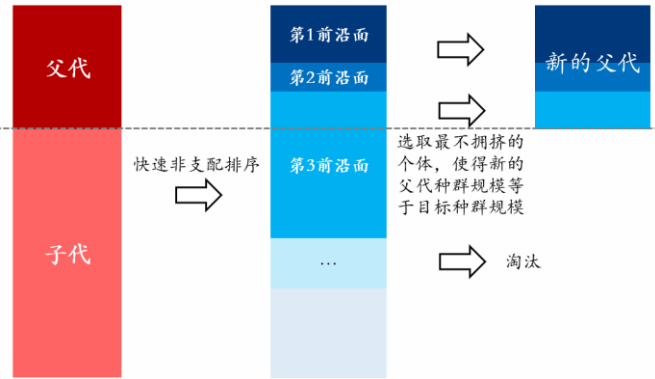 父代
子代
快速非支配排序
第1前沿面
第2前沿面
第3前沿面
…
选取最不拥挤的
个体，使得新的
父代种群规模等
于目标种群规模
淘汰
新的父代